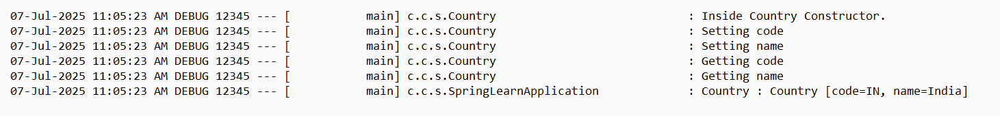 07-Jul-2025 11:05:23 AM DEBUG 12345 --- [           main] c.c.s.Country                            : Inside Country Constructor.
07-Jul-2025 11:05:23 AM DEBUG 12345 --- [           main] c.c.s.Country                            : Setting code
07-Jul-2025 11:05:23 AM DEBUG 12345 --- [           main] c.c.s.Country                            : Setting name
07-Jul-2025 11:05:23 AM DEBUG 12345 --- [           main] c.c.s.Country                            : Getting code
07-Jul-2025 11:05:23 AM DEBUG 12345 --- [           main] c.c.s.Country                            : Getting name
07-Jul-2025 11:05:23 AM DEBUG 12345 --- [           main] c.c.s.SpringLearnApplication             : Country : Country [code=IN, name=India]